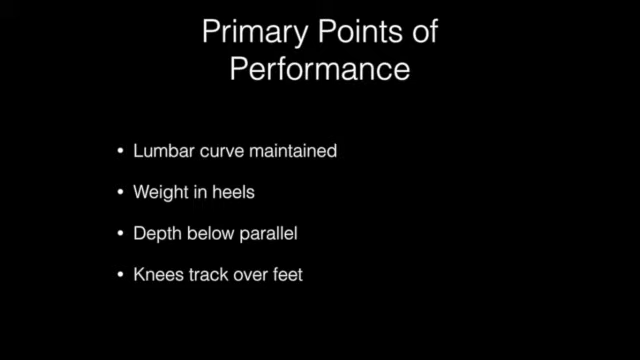 Primary Points of
Performance
• Lumbar curve maintained
• Weight in heels
• Depth below parallel
• Knees track over feet